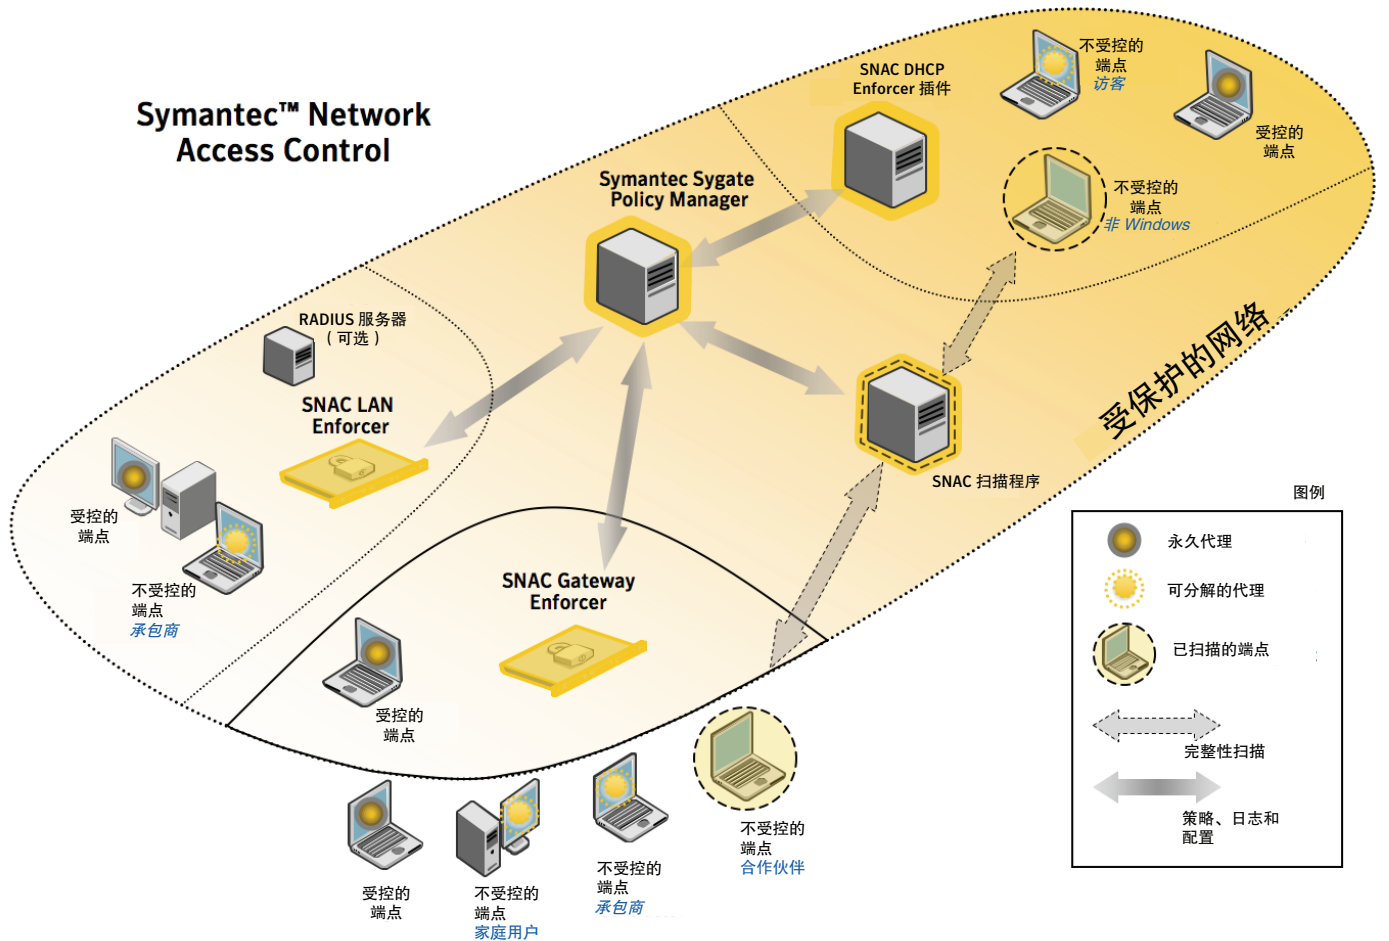 Symantec™ Network
Access Control
SNAC DHCP
Enforcer 插件
不受控的
端点
访客
受控的
端点
Symantec Sygate
Policy Manager
不受控的
端点
非 Windows
RADIUS 服务器
（可选）
SNAC LAN
Enforcer
受保护的网络
受控的
端点
不受控的
端点
承包商
SNAC 扫描程序
SNAC Gateway
Enforcer
受控的
端点
受控的
端点
不受控的
端点
家庭用户
不受控的
端点
承包商
不受控的
端点
合作伙伴
图例
永久代理
可分解的代理
已扫描的端点
完整性扫描
策略、日志和
配置